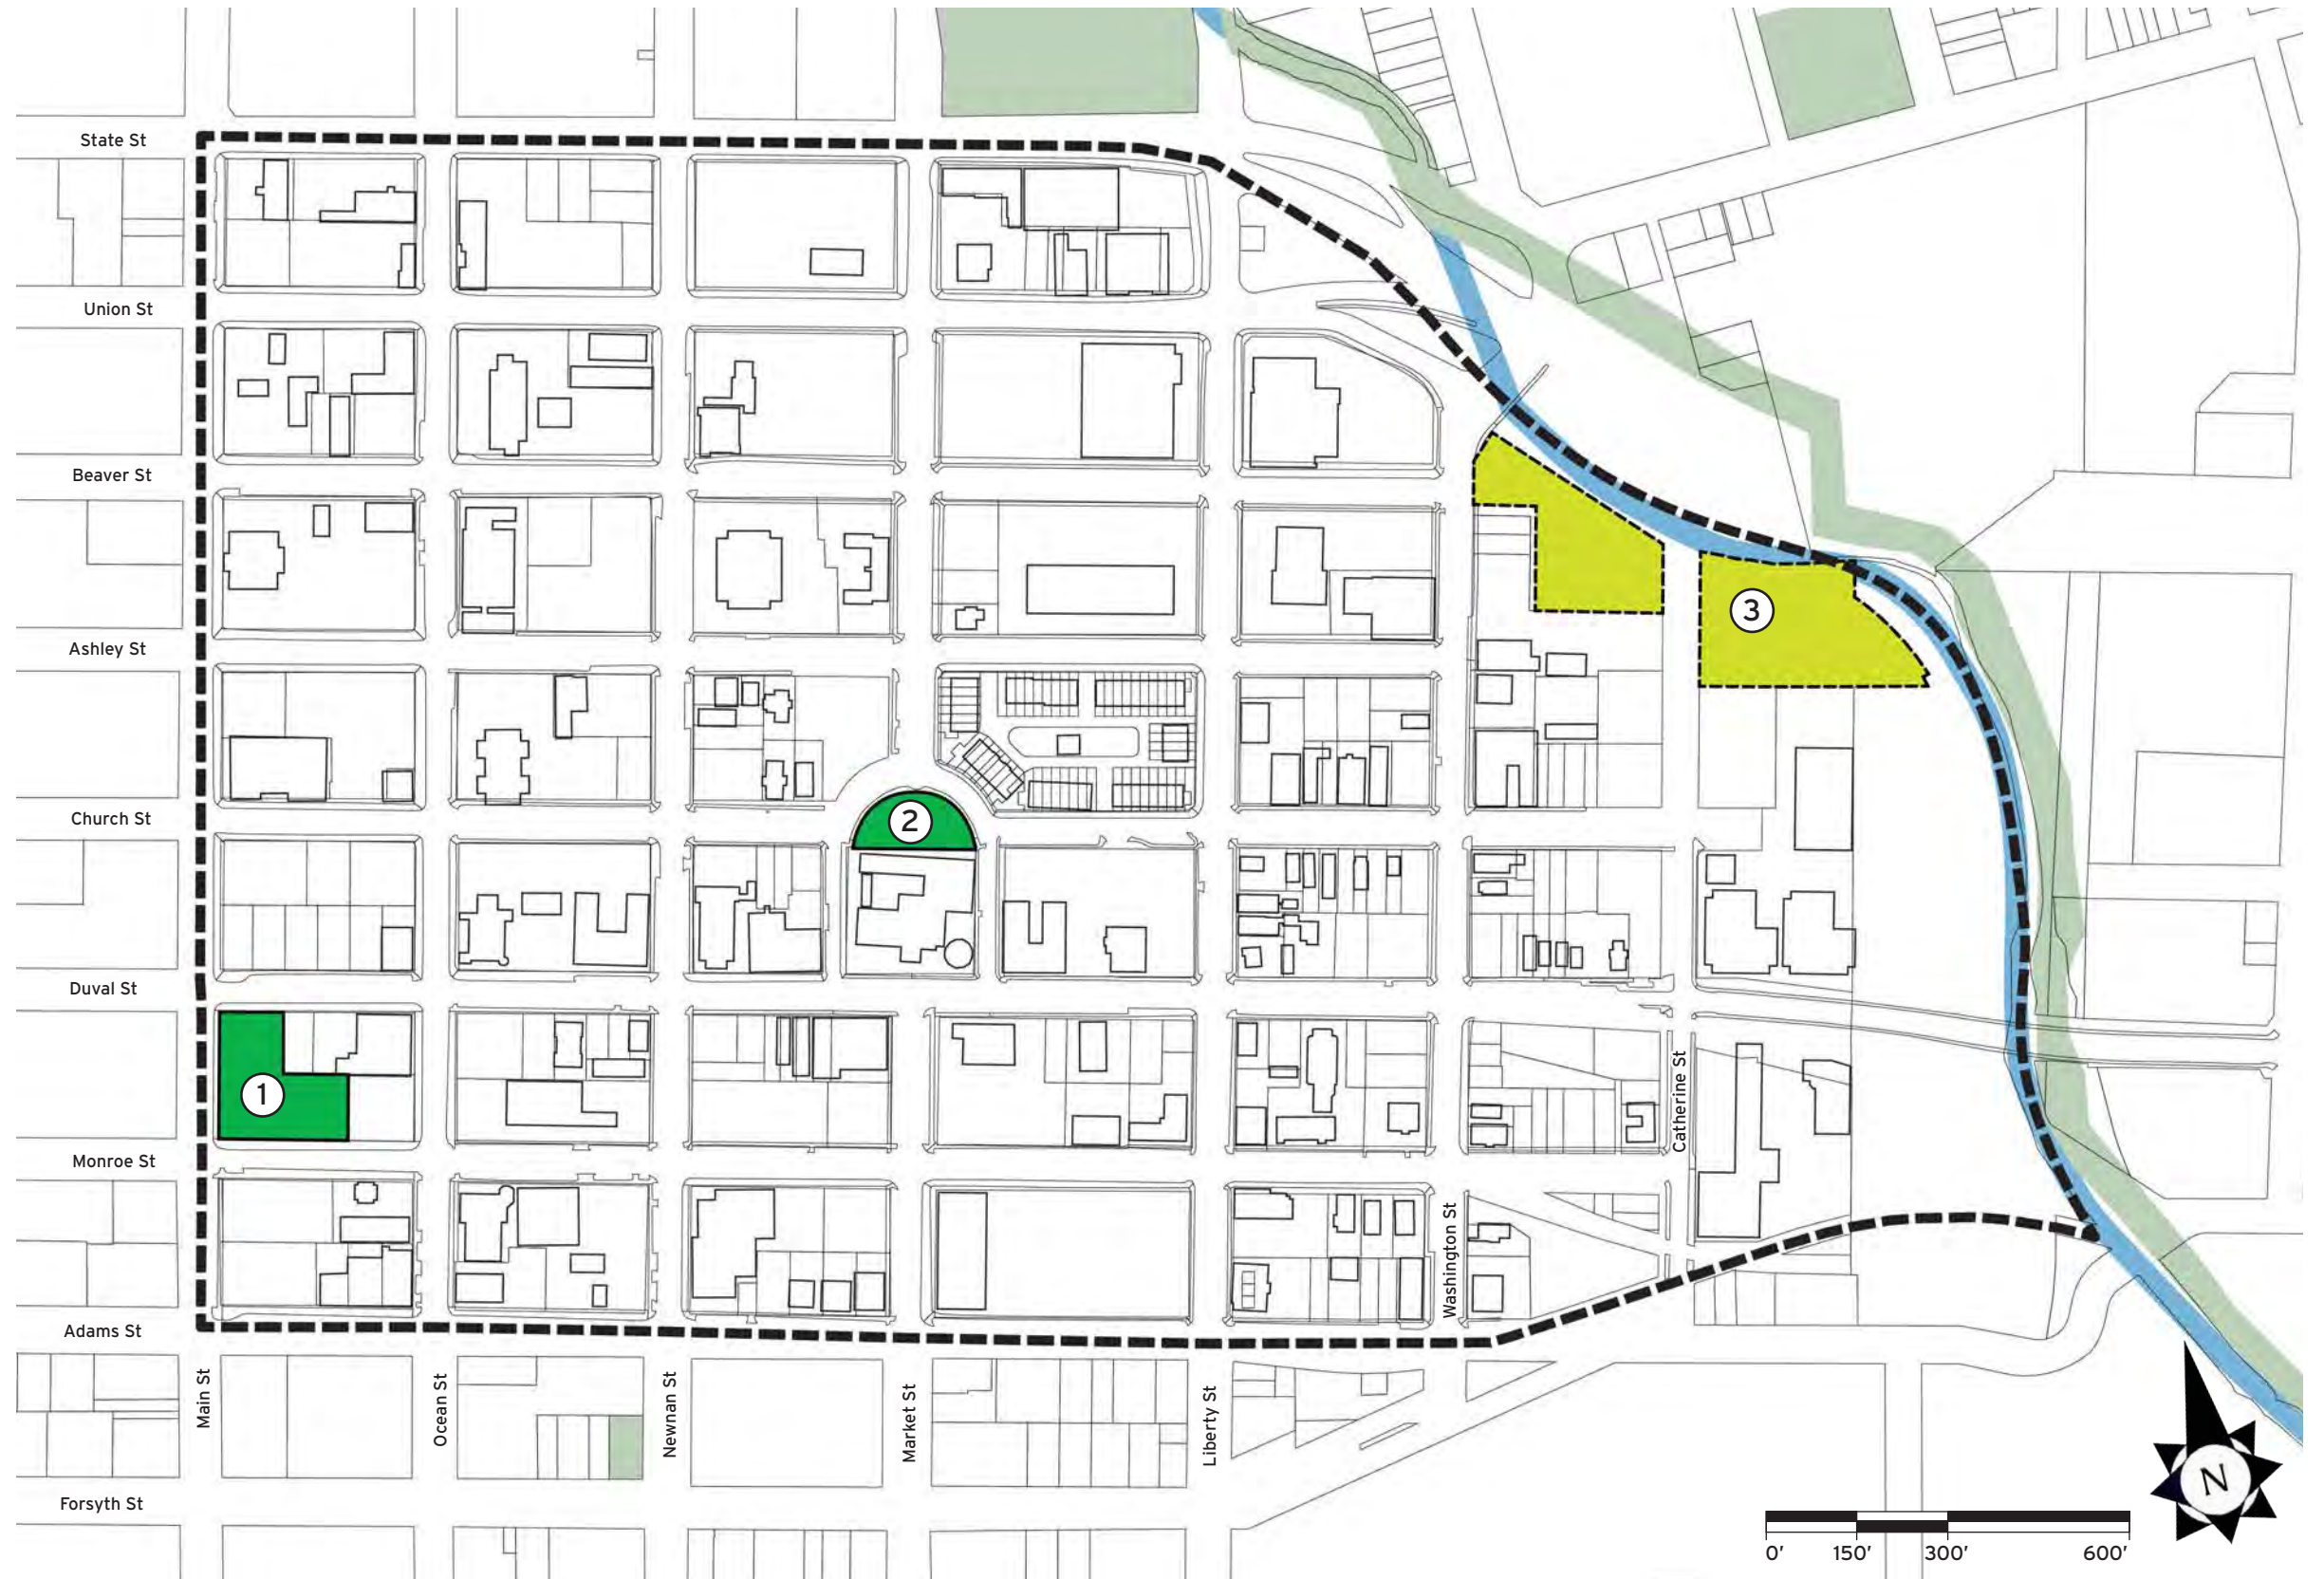 State St
Union St
Beaver St
3
Ashley St
2
Church St
Duval St
1
Catherine St
Monroe St
Washington St
Adams St
Main St
Ocean St
Newnan St
Market St
Liberty St
N
Forsyth St
0' 150' 300' 600'